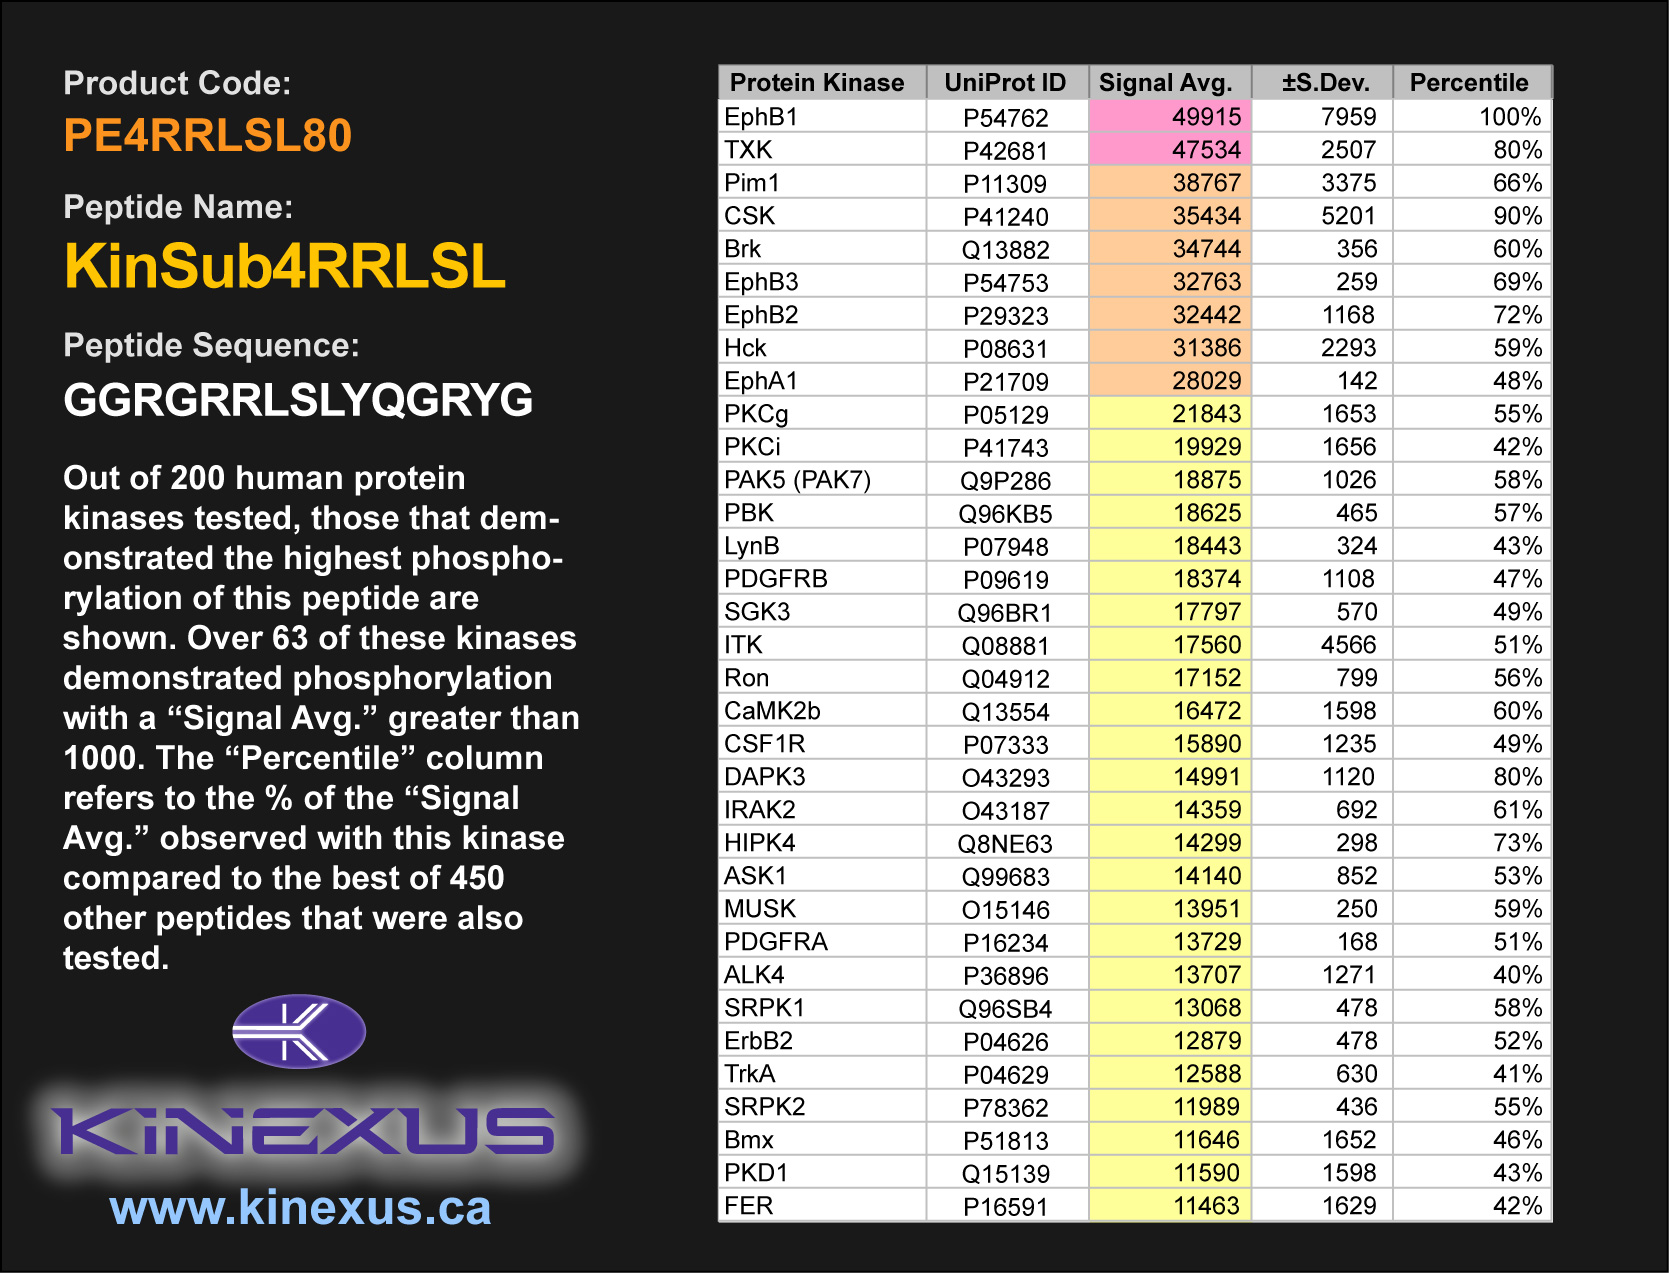 Product Code:
PE4RRLSL80
Peptide Name:
KinSub4RRLSL
Peptide Sequence:
GGRGRRLSLYQGRYG
Out of 200 human protein
kinases tested, those that dem-
onstrated the highest phospho-
rylation of this peptide are
shown. Over 63 of these kinases
demonstrated phosphorylation
with a “Signal Avg.” greater than
1000. The “Percentile” column
refers to the % of the “Signal
Avg.” observed with this kinase
compared to the best of 450
other peptides that were also
tested.
KINEXUS
www.kinexus.ca
Protein Kinase UniProt ID Signal Avg. ±S.Dev. Percentile
EphB1 P54762 49915 7959 100%
TXK P42681 47534 2507 80%
Pim1 P11309 38767 3375 66%
CSK P41240 35434 5201 90%
Brk Q13882 34744 356 60%
EphB3 P54753 32763 259 69%
EphB2 P29323 32442 1168 72%
Hck P08631 31386 2293 59%
EphA1 P21709 28029 142 48%
PKCg P05129 21843 1653 55%
PKCi P41743 19929 1656 42%
PAK5 (PAK7) Q9P286 18875 1026 58%
PBK Q96KB5 18625 465 57%
LynB P07948 18443 324 43%
PDGFRB P09619 18374 1108 47%
SGK3 Q96BR1 17797 570 49%
ITK Q08881 17560 4566 51%
Ron Q04912 17152 799 56%
CaMK2b Q13554 16472 1598 60%
CSF1R P07333 15890 1235 49%
DAPK3 O43293 14991 1120 80%
IRAK2 O43187 14359 692 61%
HIPK4 Q8NE63 14299 298 73%
ASK1 Q99683 14140 852 53%
MUSK O15146 13951 250 59%
PDGFRA P16234 13729 168 51%
ALK4 P36896 13707 1271 40%
SRPK1 Q96SB4 13068 478 58%
ErbB2 P04626 12879 478 52%
TrkA P04629 12588 630 41%
SRPK2 P78362 11989 436 55%
Bmx P51813 11646 1652 46%
PKD1 Q15139 11590 1598 43%
FER P16591 11463 1629 42%